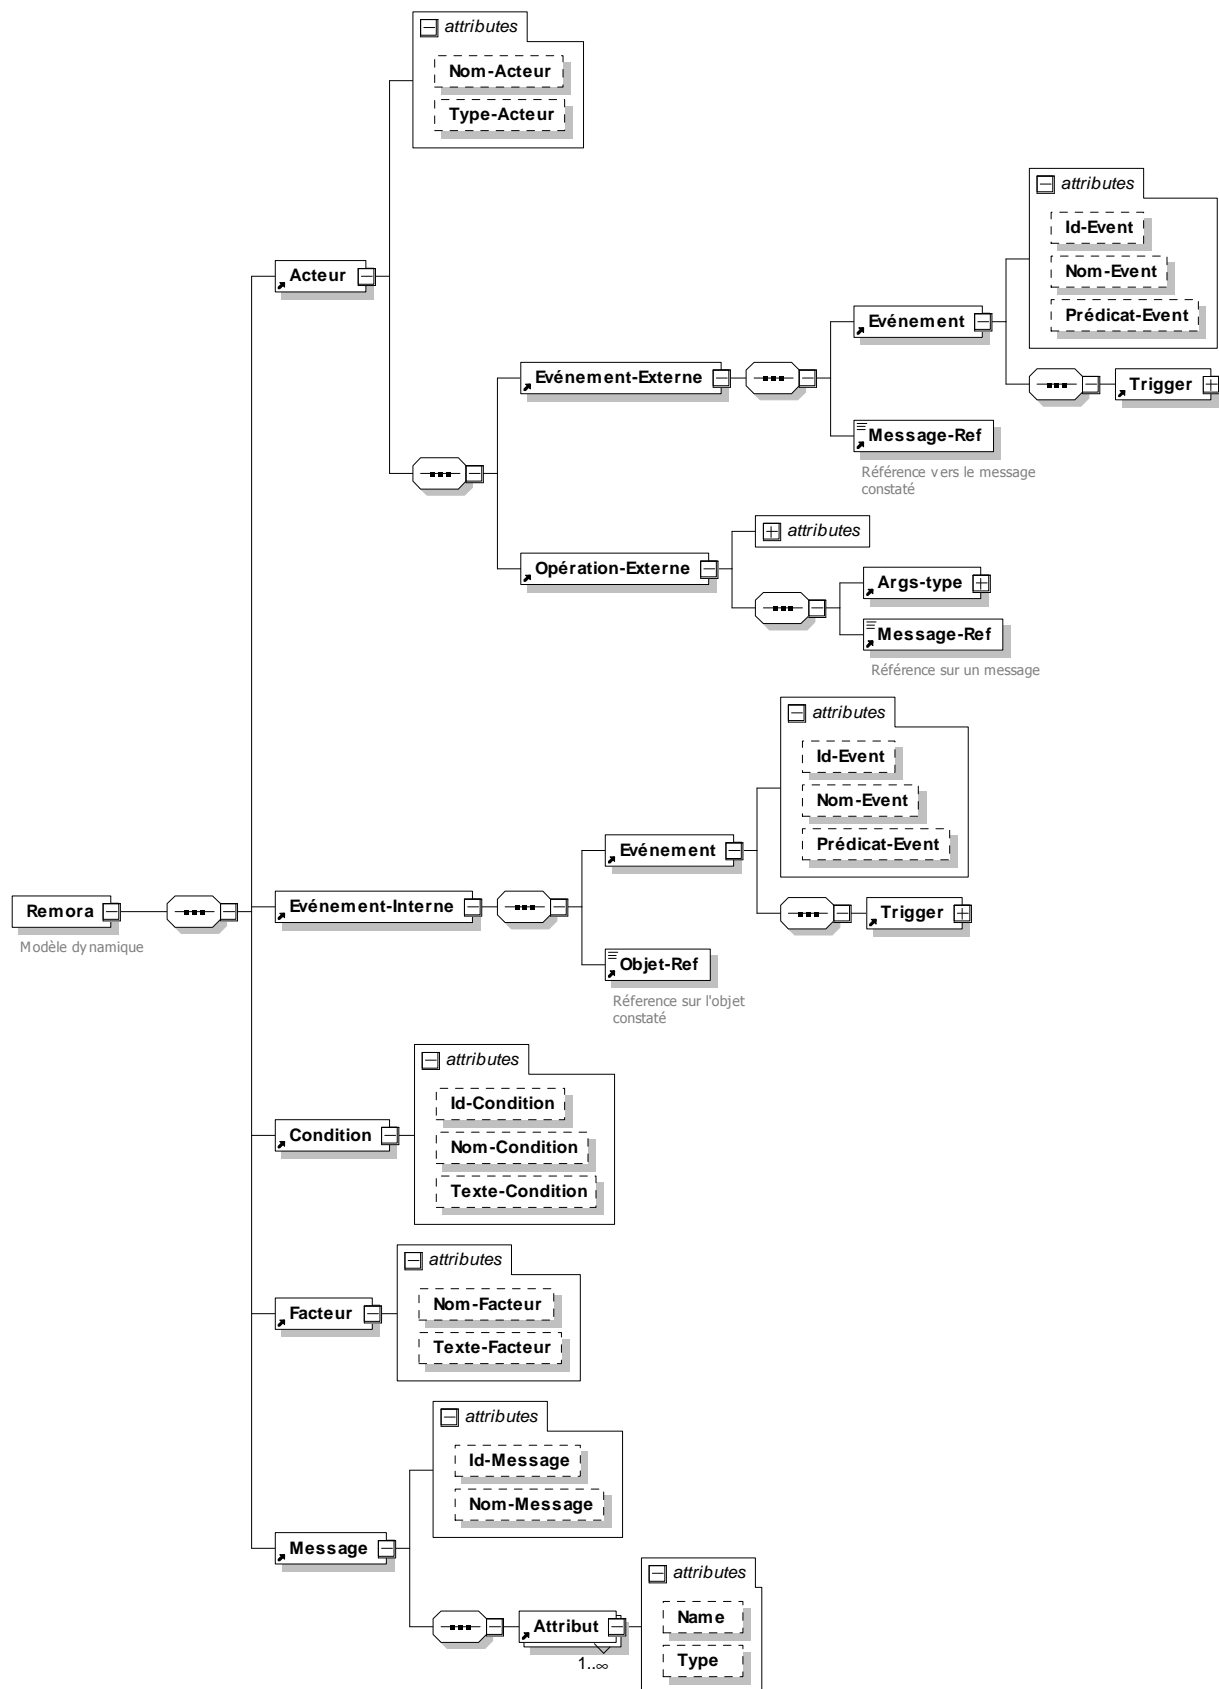 attributes
Nom-Acteur
Type-Acteur
attributes
Id-Event
Nom-Event
Prédicat-Event
Acteur
Evénement
Evénement-Externe
Trigger
Message-Ref
Référence vers le message
constaté
attributes
Opération-Externe
Args-type
Message-Ref
Référence sur un message
attributes
Id-Event
Nom-Event
Prédicat-Event
Evénement
Remora
Modèle dynamique
Evénement-Interne
Trigger
Objet-Ref
Réference sur l'objet
constaté
attributes
Id-Condition
Condition
Nom-Condition
Texte-Condition
attributes
Nom-Facteur
Facteur
Texte-Facteur
attributes
Id-Message
Nom-Message
Message
attributes
Name
Attribut
1..∞
Type